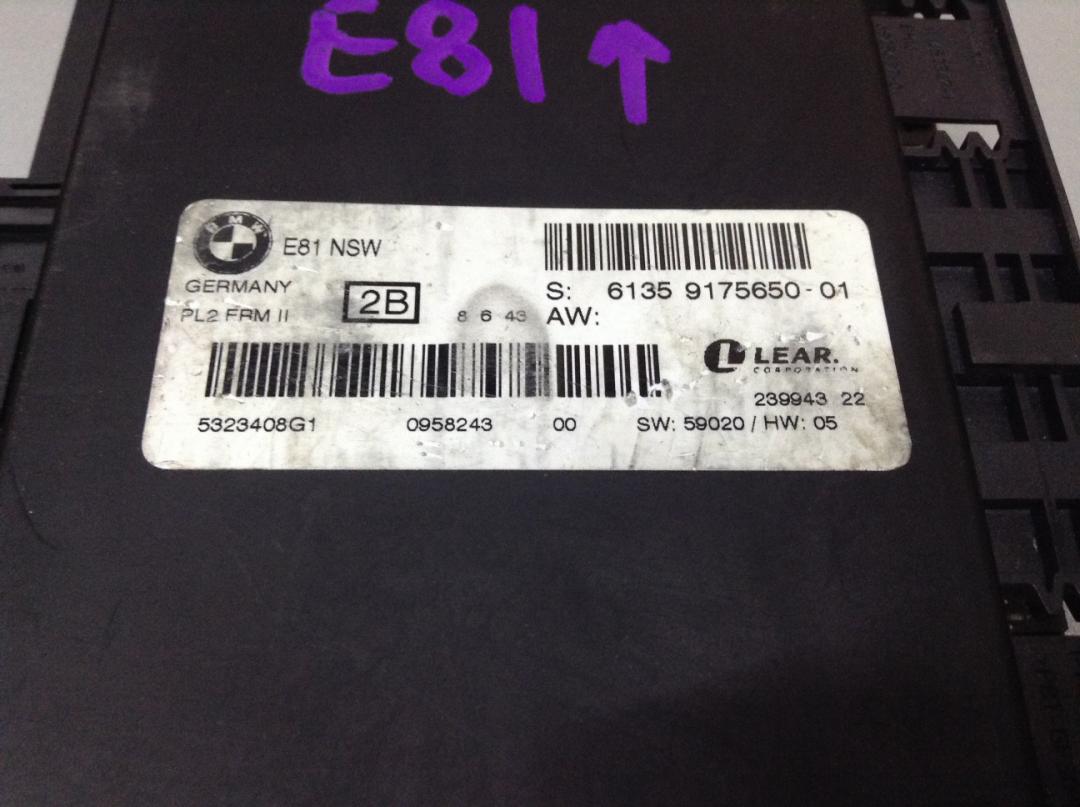 E81↑
BMW
E81 NSW
GERMANY
PL2 FRM II
2B
8 6 43
S: 6135 9175650-01
AW:
LEAR.
CORPORATION
239943 22
5323408G1 0958243 00 SW: 59020 / HW: 05